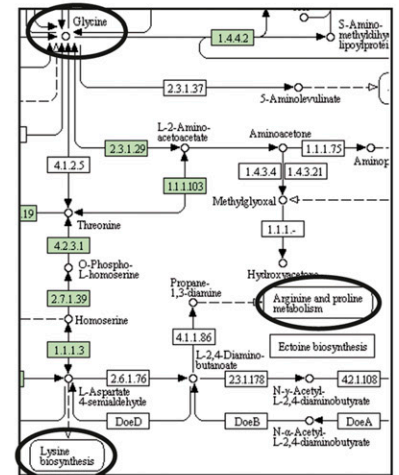 Glycine
1.4.4.2
S-Amino-
methyldihy
lipoylprotei
2.3.1.37
5-Aminolevulinate
L-2-Amino-
acetoacetate
Aminoacetone
2.3.1.29
1.1.1.75
Aminop
4.1.2.5
1.4.3.4
1.4.3.21
1.1.1.103
Methylglyoxal
.19
Threonine
1.1.1.-
4.2.3.1
O-Phospho-
L-homoserine
Hydroxyacetone
Propane-
1,3-diamine
2.7.1.39
Arginine and proline
metabolism
Homoserine
4.1.1.86
Ectoine biosynthesis
1.1.1.3
L-2,4-Diamino-
butanoate
2.6.1.76
2.3.1.178
4.2.1.108
L-Aspartate
4-semialdehyde
N-γ-Acetyl-
L-2,4-diaminobutyrate
DoeD
DoeB
DoeA
N-α-Acetyl-
L-2,4-diaminobutyrate
Lysine
biosynthesis